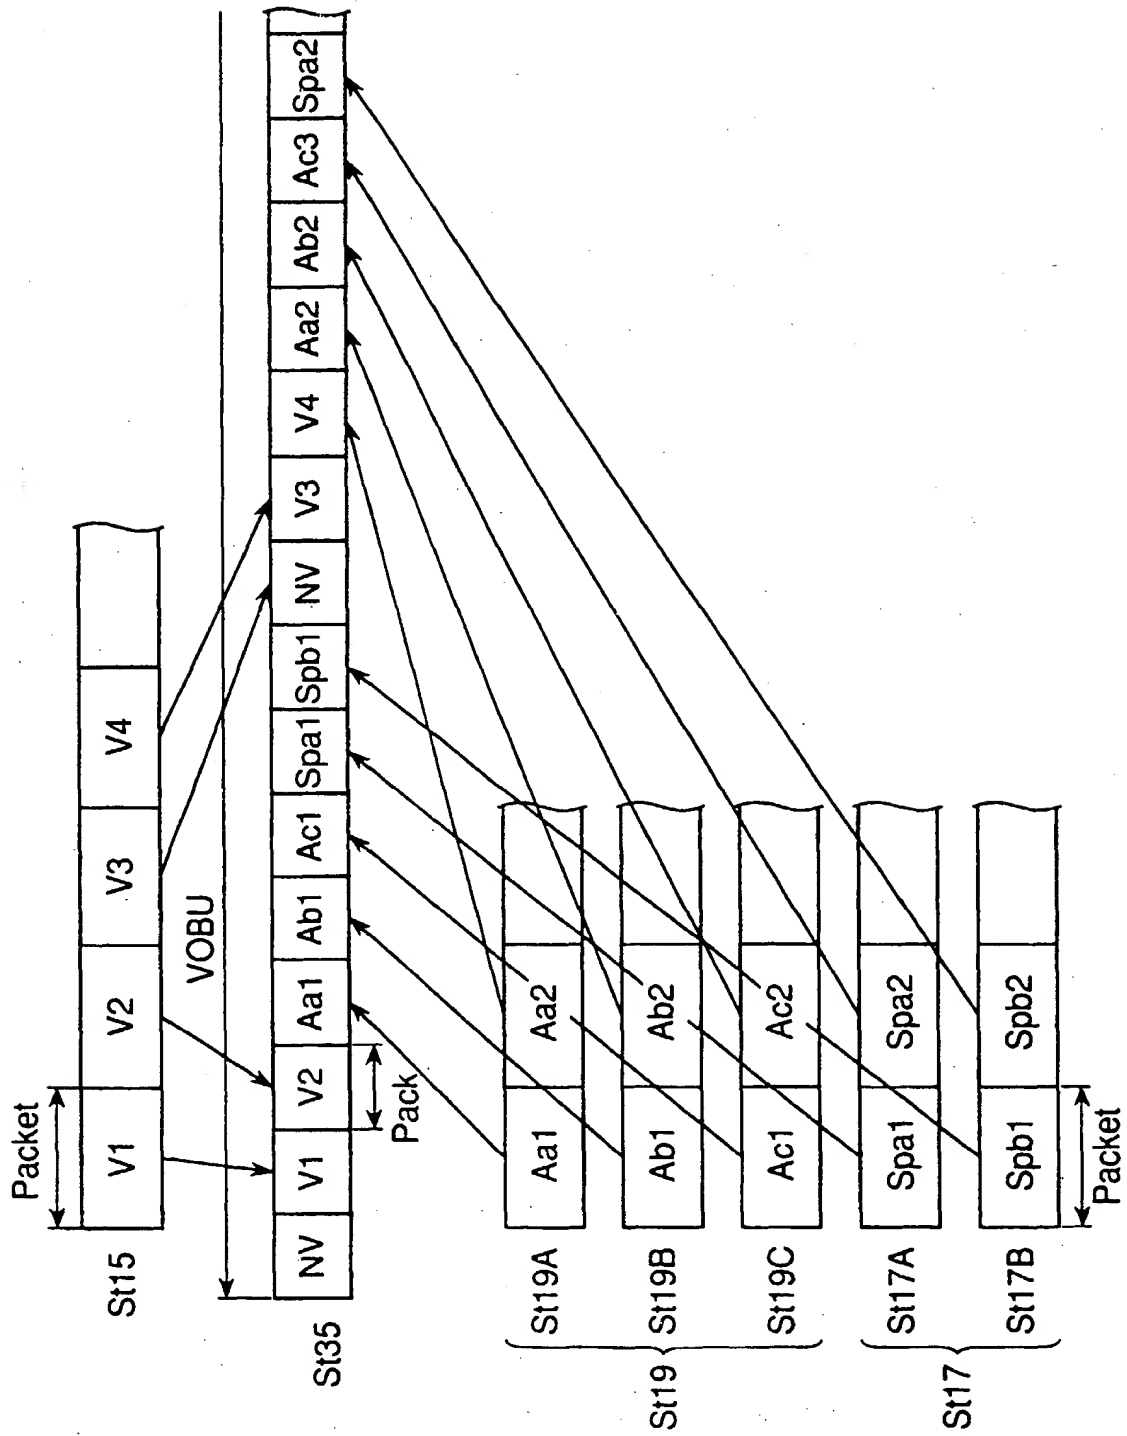 Packet
St15 V1 V2 V3 V4
VOBU
St35 NV V1 V2 Aa1 Ab1 Ac1 Spa1 Spb1 NV V3 V4 Aa2 Ab2 Ac3 Spa2
Pack
St19
St19A Aa1 Aa2
St19B Ab1 Ab2
St19C Ac1 Ac2
St17
St17A Spa1 Spa2
St17B Spb1 Spb2
Packet